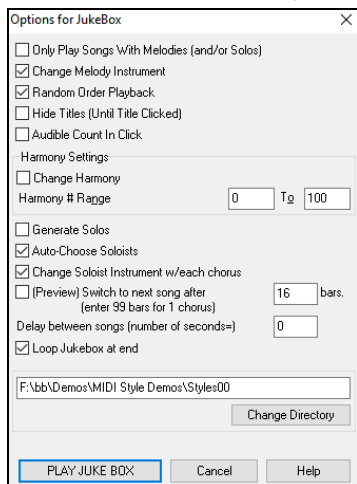 Options for JukeBox
Only Play Songs With Melodies (and/or Solos)
Change Melody Instrument
Random Order Playback
Hide Titles (Until Title Clicked)
Audible Count In Click
Harmony Settings
Change Harmony
Harmony # Range 0 To 100
Generate Solos
Auto-Choose Soloists
Change Soloist Instrument w/each chorus
(Preview) Switch to next song after 16 bars.
(enter 99 bars for 1 chorus)
Delay between songs (number of seconds=) 0
Loop Jukebox at end
F:\bb\Demos\MIDI Style Demos\Styles00
Change Directory
PLAY JUKE BOX Cancel Help